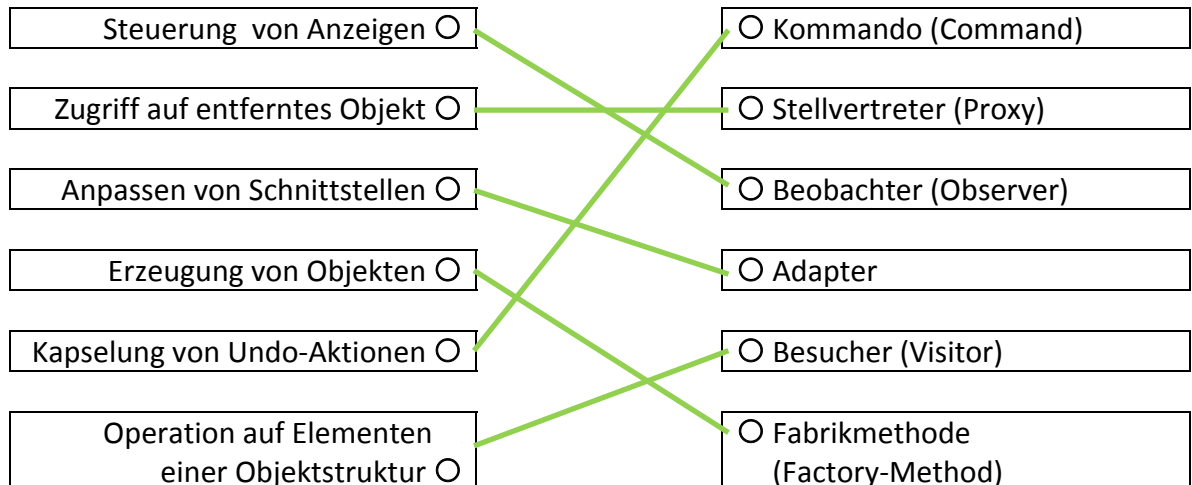 Steuerung  von Anzeigen
Kommando (Command)
Zugriff auf entferntes Objekt
Stellvertreter (Proxy)
Anpassen von Schnittstellen
Beobachter (Observer)
Erzeugung von Objekten
Adapter
Kapselung von Undo-Aktionen
Besucher (Visitor)
Operation auf Elementen
einer Objektstruktur
Fabrikmethode
(Factory-Method)